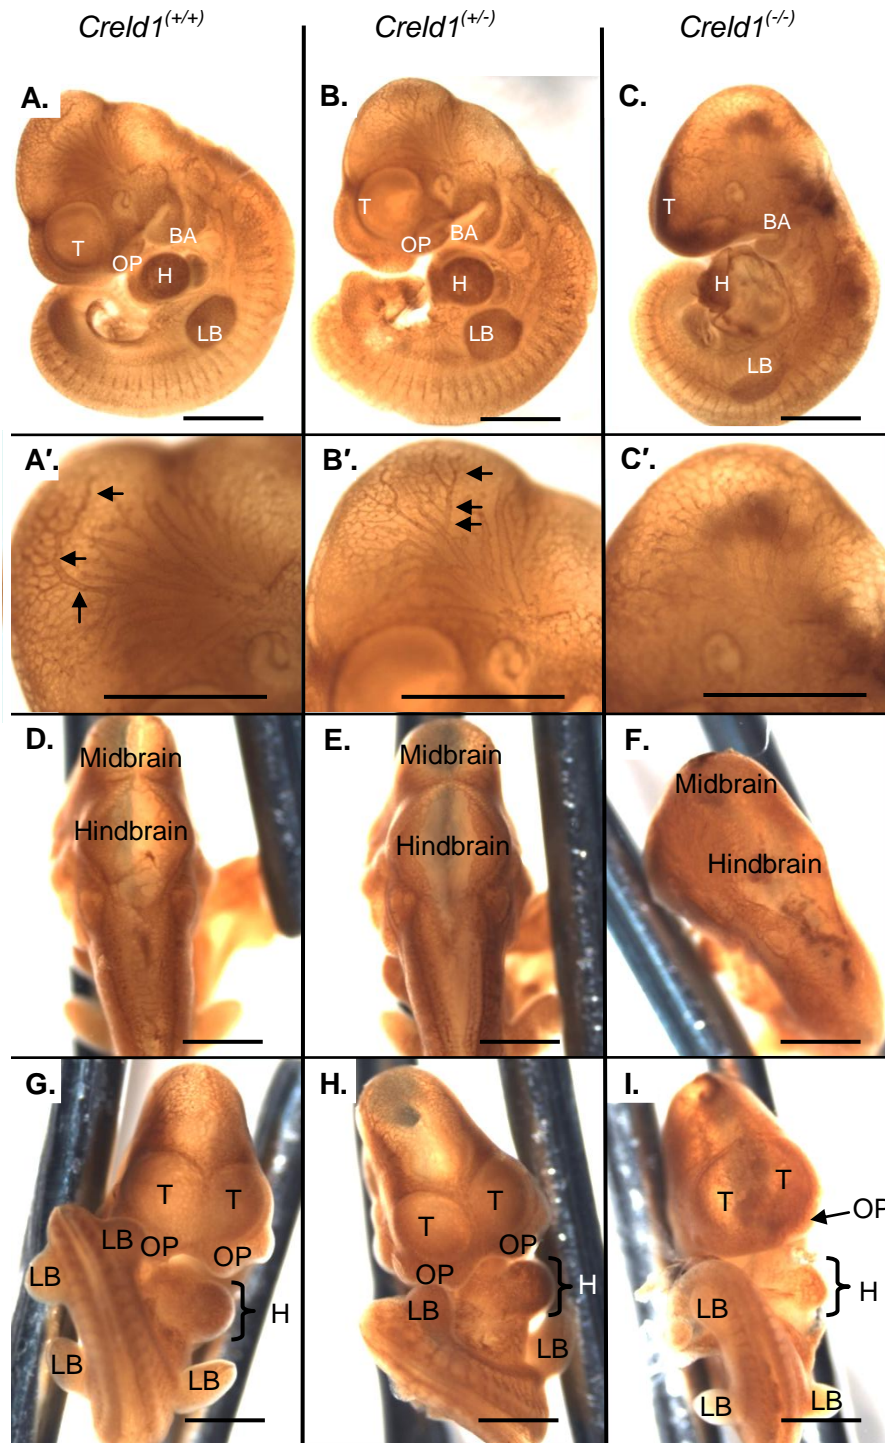 Creld1(+/+) Creld1(+/-) Creld1(-/-)
A. B. C.
T OP BA H LB
T OP BA H LB
T BA H LB
A′. B′. C′.
D. E. F.
Midbrain
Hindbrain
Midbrain
Hindbrain
Midbrain
Hindbrain
G. H. I.
T T
LB OP OP
LB H
LB LB
T T
OP OP
LB H
LB
T T
OP
LB H
LB LB